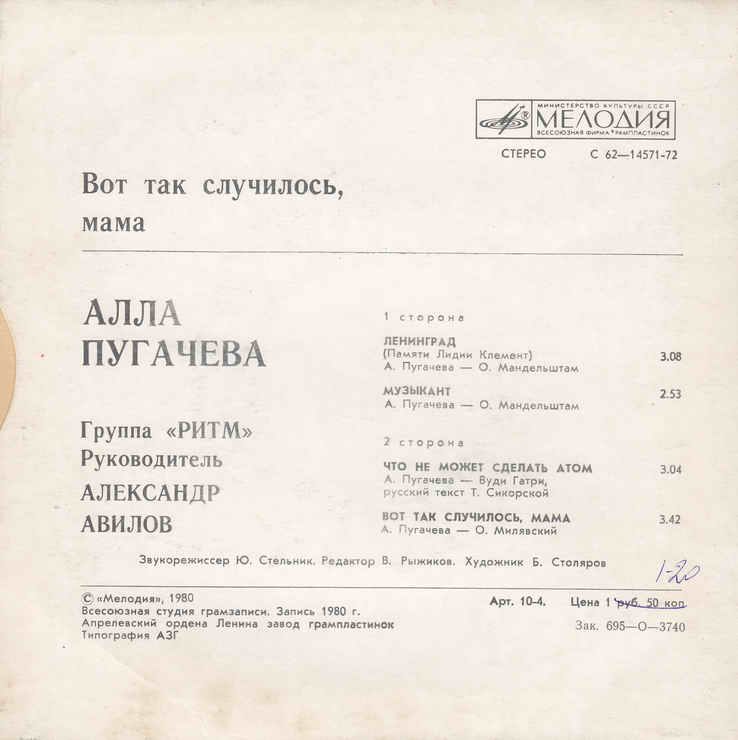 МИНИСТЕРСТВО КУЛЬТУРЫ СССР
МЕЛОДИЯ
ВСЕСОЮЗНАЯ ФИРМА ГРАМПЛАСТИНОК
СТЕРЕО С 62—14571-72
Вот так случилось,
мама
АЛЛА
ПУГАЧЕВА
Группа «РИТМ»
Руководитель
АЛЕКСАНДР
АВИЛОВ
1 сторона
ЛЕНИНГРАД
(Памяти Лидии Клемент) 3.08
А. Пугачева — О. Мандельштам
МУЗЫКАНТ 2.53
А. Пугачева — О. Мандельштам
2 сторона
ЧТО НЕ МОЖЕТ СДЕЛАТЬ АТОМ 3.04
А. Пугачева — Вуди Гатри,
русский текст Т. Сикорской
ВОТ ТАК СЛУЧИЛОСЬ, МАМА 3.42
А. Пугачева — О. Милявский
Звукорежиссер Ю. Стельник. Редактор В. Рыжиков. Художник Б. Столяров
1-20
© «Мелодия», 1980 Арт. 10-4. Цена 1 руб. 50 коп.
Всесоюзная студия грамзаписи. Запись 1980 г.
Апрелевский ордена Ленина завод грампластинок Зак. 695—О—3740
Типография АЗГ